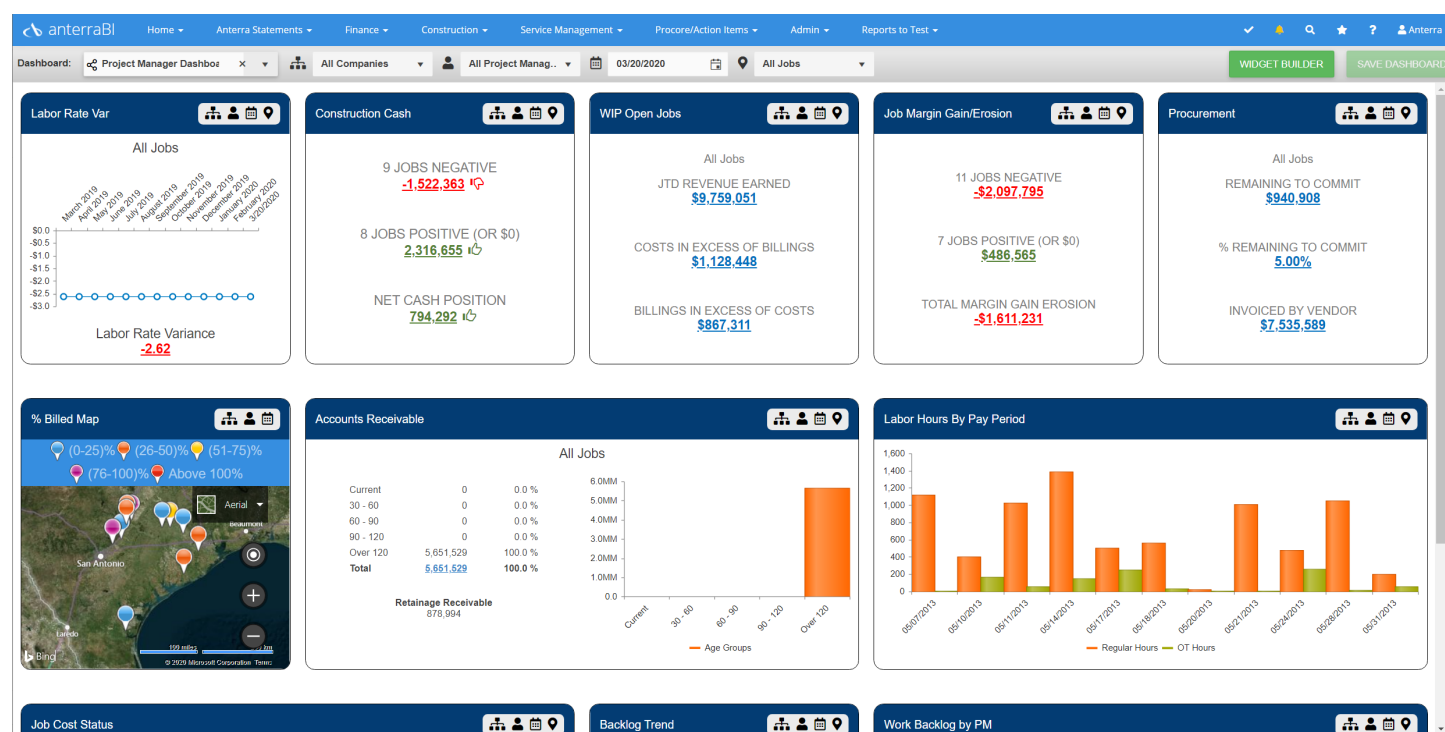 anterraBI Home Anterra Statements Finance Construction Service Management Procore/Action Items Admin Reports to Test ? Anterra
Dashboard: Project Manager Dashboa x All Companies All Project Manag.. 03/20/2020 All Jobs WIDGET BUILDER SAVE DASHBOARD
Labor Rate Var
All Jobs
March 2019 April 2019 May 2019 June 2019 July 2019 August 2019 September 2019 October 2019 November 2019 December 2019 January 2020 February 2020 3/20/2020
$0.0
-$0.5
-$1.0
-$1.5
-$2.0
-$2.5
-$3.0
Labor Rate Variance
-2.62
Construction Cash
9 JOBS NEGATIVE
-1,522,363
8 JOBS POSITIVE (OR $0)
2,316,655
NET CASH POSITION
794,292
WIP Open Jobs
All Jobs
JTD REVENUE EARNED
$9,759,051
COSTS IN EXCESS OF BILLINGS
$1,128,448
BILLINGS IN EXCESS OF COSTS
$867,311
Job Margin Gain/Erosion
11 JOBS NEGATIVE
-$2,097,795
7 JOBS POSITIVE (OR $0)
$486,565
TOTAL MARGIN GAIN EROSION
-$1,611,231
Procurement
All Jobs
REMAINING TO COMMIT
$940,908
% REMAINING TO COMMIT
5.00%
INVOICED BY VENDOR
$7,535,589
% Billed Map
(0-25)% (26-50)% (51-75)%
(76-100)% Above 100%
Aerial
Beaumont
San Antonio
Laredo
100 miles km
Bing
© 2020 Microsoft Corporation Terms
Accounts Receivable
All Jobs
Current 0 0.0 %
30 - 60 0 0.0 %
60 - 90 0 0.0 %
90 - 120 0 0.0 %
Over 120 5,651,529 100.0 %
Total 5,651,529 100.0 %
Retainage Receivable
878,994
6.0MM
5.0MM
4.0MM
3.0MM
2.0MM
1.0MM
0.0
Current 30 - 60 60 - 90 90 - 120 Over 120
Age Groups
Labor Hours By Pay Period
1,600
1,400
1,200
1,000
800
600
400
200
0
05/07/2013 05/10/2013 05/11/2013 05/14/2013 05/17/2013 05/18/2013 05/20/2013 05/21/2013 05/24/2013 05/28/2013 05/31/2013
Regular Hours OT Hours
Job Cost Status
Backlog Trend
Work Backlog by PM